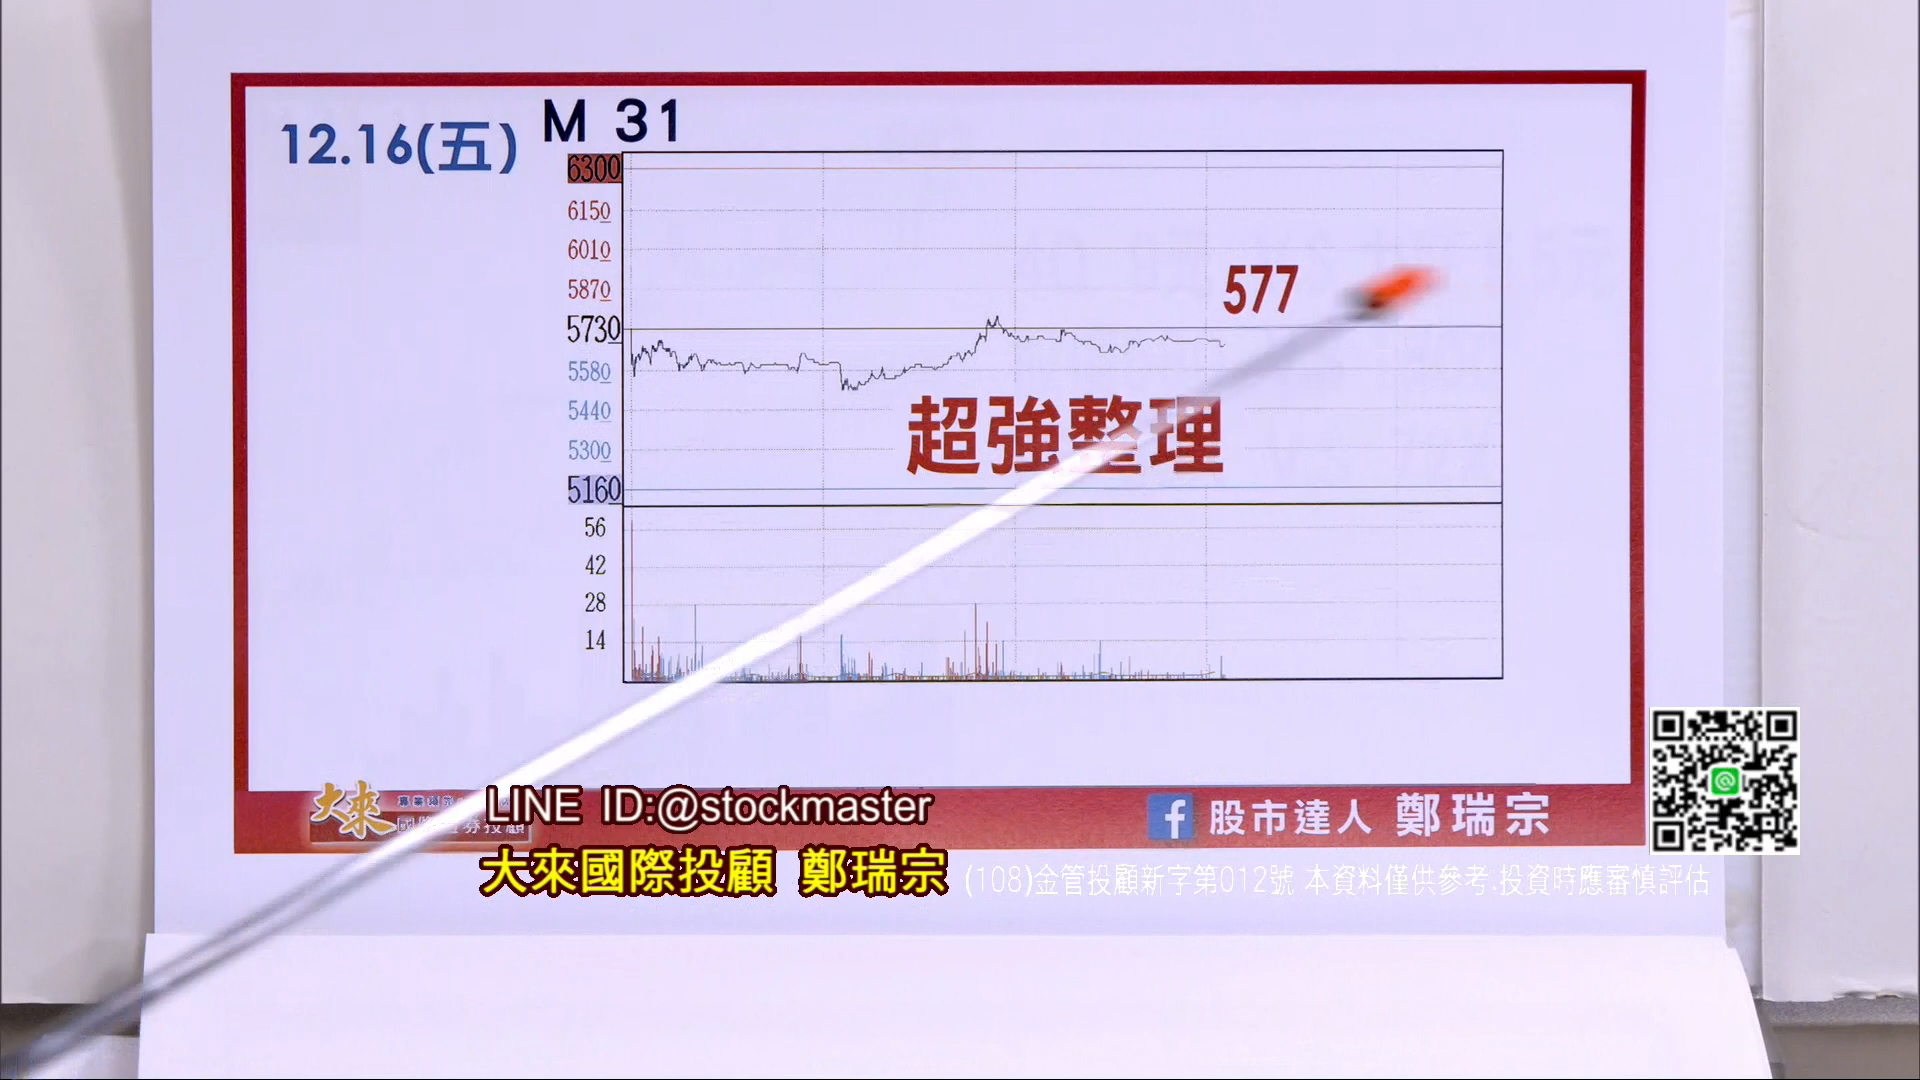 12.16(五)
M 31
6300
6150
6010
5870
5730
5580
5440
5300
5160
56
42
28
14
577
超強整理
大來
LINE ID:@stockmaster
股市達人 鄭瑞宗
大來國際投顧 鄭瑞宗
(108)金管投顧新字第012號 本資料僅供參考.投資時應審慎評估